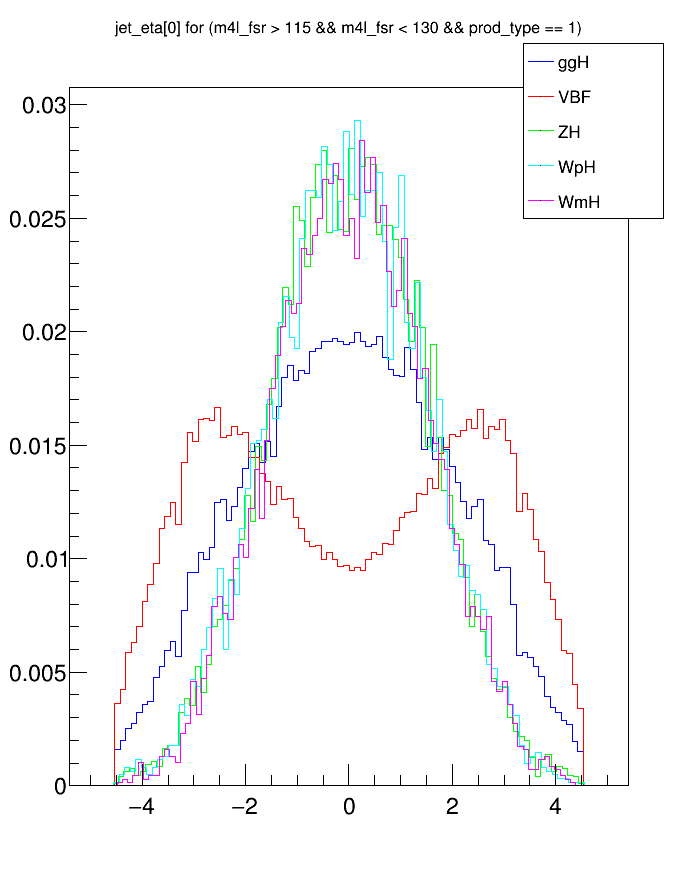 jet_eta[0] for (m4l_fsr > 115 && m4l_fsr < 130 && prod_type == 1)
ggH
VBF
ZH
WpH
WmH
0.03
0.025
0.02
0.015
0.01
0.005
0
−4 −2 0 2 4